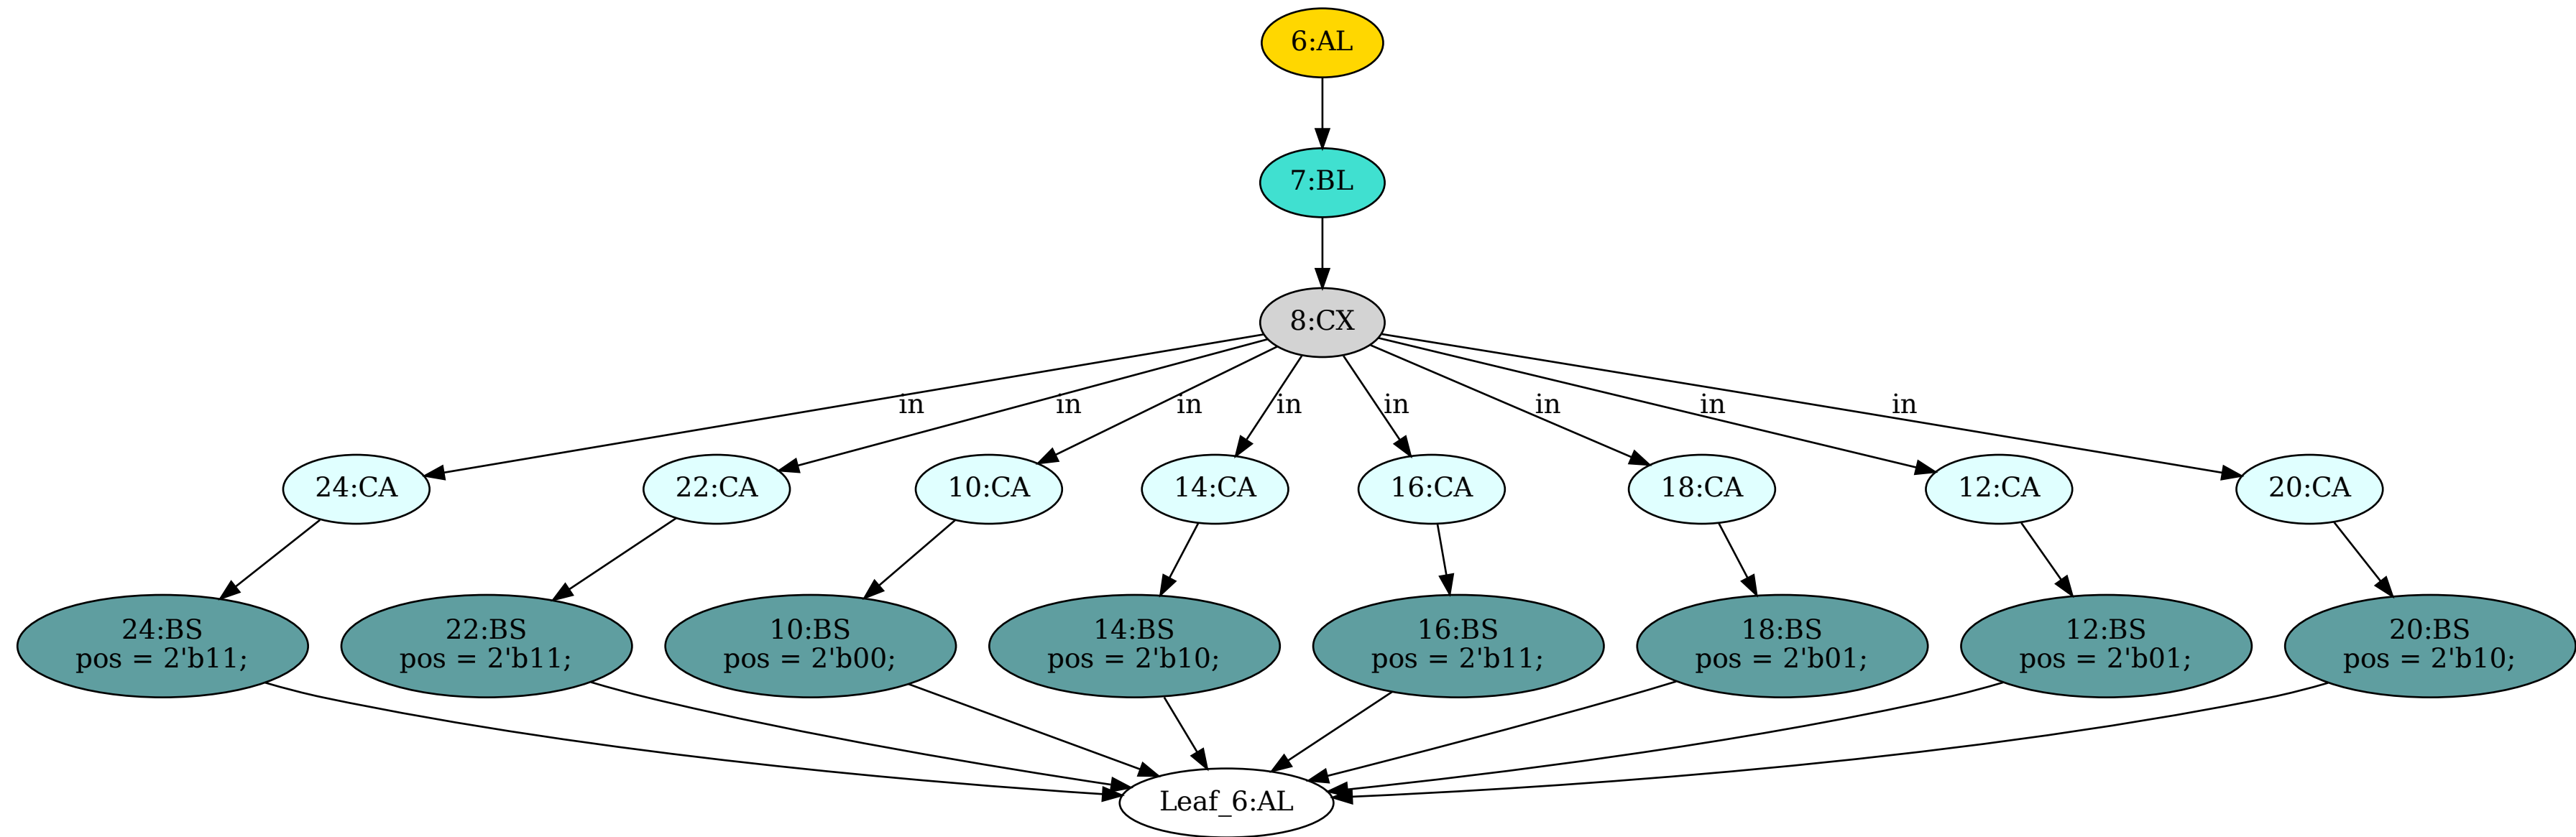 6:AL
7:BL
8:CX
in
in
in
in
in
in
in
in
24:CA
22:CA
10:CA
14:CA
16:CA
18:CA
12:CA
20:CA
24:BS
pos = 2'b11;
22:BS
pos = 2'b11;
10:BS
pos = 2'b00;
14:BS
pos = 2'b10;
16:BS
pos = 2'b11;
18:BS
pos = 2'b01;
12:BS
pos = 2'b01;
20:BS
pos = 2'b10;
Leaf_6:AL